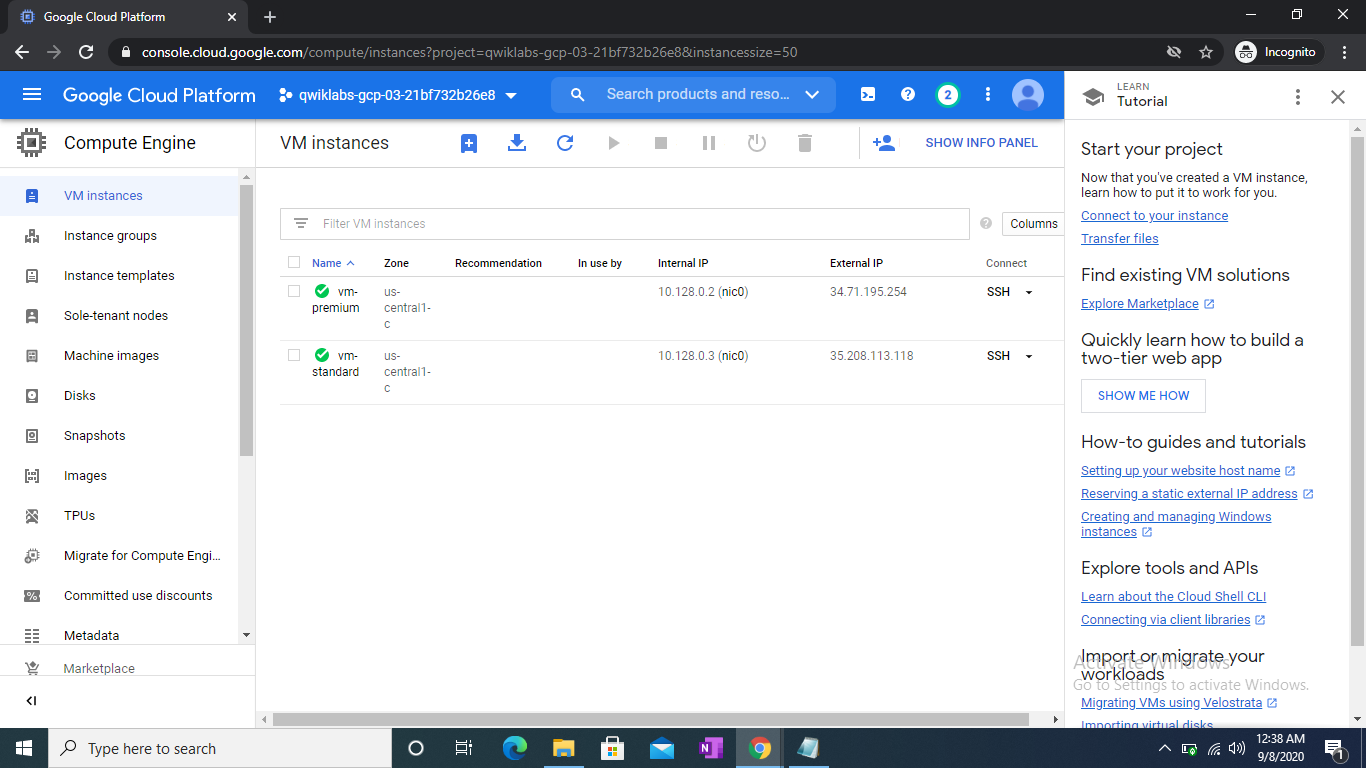 Google Cloud Platform
console.cloud.google.com/compute/instances?project=qwiklabs-gcp-03-21bf732b26e8&instancessize=50
Incognito
Google Cloud Platform
qwiklabs-gcp-03-21bf732b26e8
Search products and reso...
2
LEARN
Tutorial
Compute Engine
VM instances
Instance groups
Instance templates
Sole-tenant nodes
Machine images
Disks
Snapshots
Images
TPUs
Migrate for Compute Engi...
Committed use discounts
Metadata
Marketplace
VM instances
SHOW INFO PANEL
Filter VM instances
Columns
Name Zone Recommendation In use by Internal IP External IP Connect
vm- us- 10.128.0.2 (nic0) 34.71.195.254 SSH
premium central1-
c
vm- us- 10.128.0.3 (nic0) 35.208.113.118 SSH
standard central1-
c
Start your project
Now that you've created a VM instance,
learn how to put it to work for you.
Connect to your instance
Transfer files
Find existing VM solutions
Explore Marketplace
Quickly learn how to build a
two-tier web app
SHOW ME HOW
How-to guides and tutorials
Setting up your website host name
Reserving a static external IP address
Creating and managing Windows
instances
Explore tools and APIs
Learn about the Cloud Shell CLI
Connecting via client libraries
Import or migrate your
workloads
Migrating VMs using Velostrata
Importing virtual disks
Activate Windows
Go to Settings to activate Windows.
Type here to search
12:38 AM
9/8/2020
1